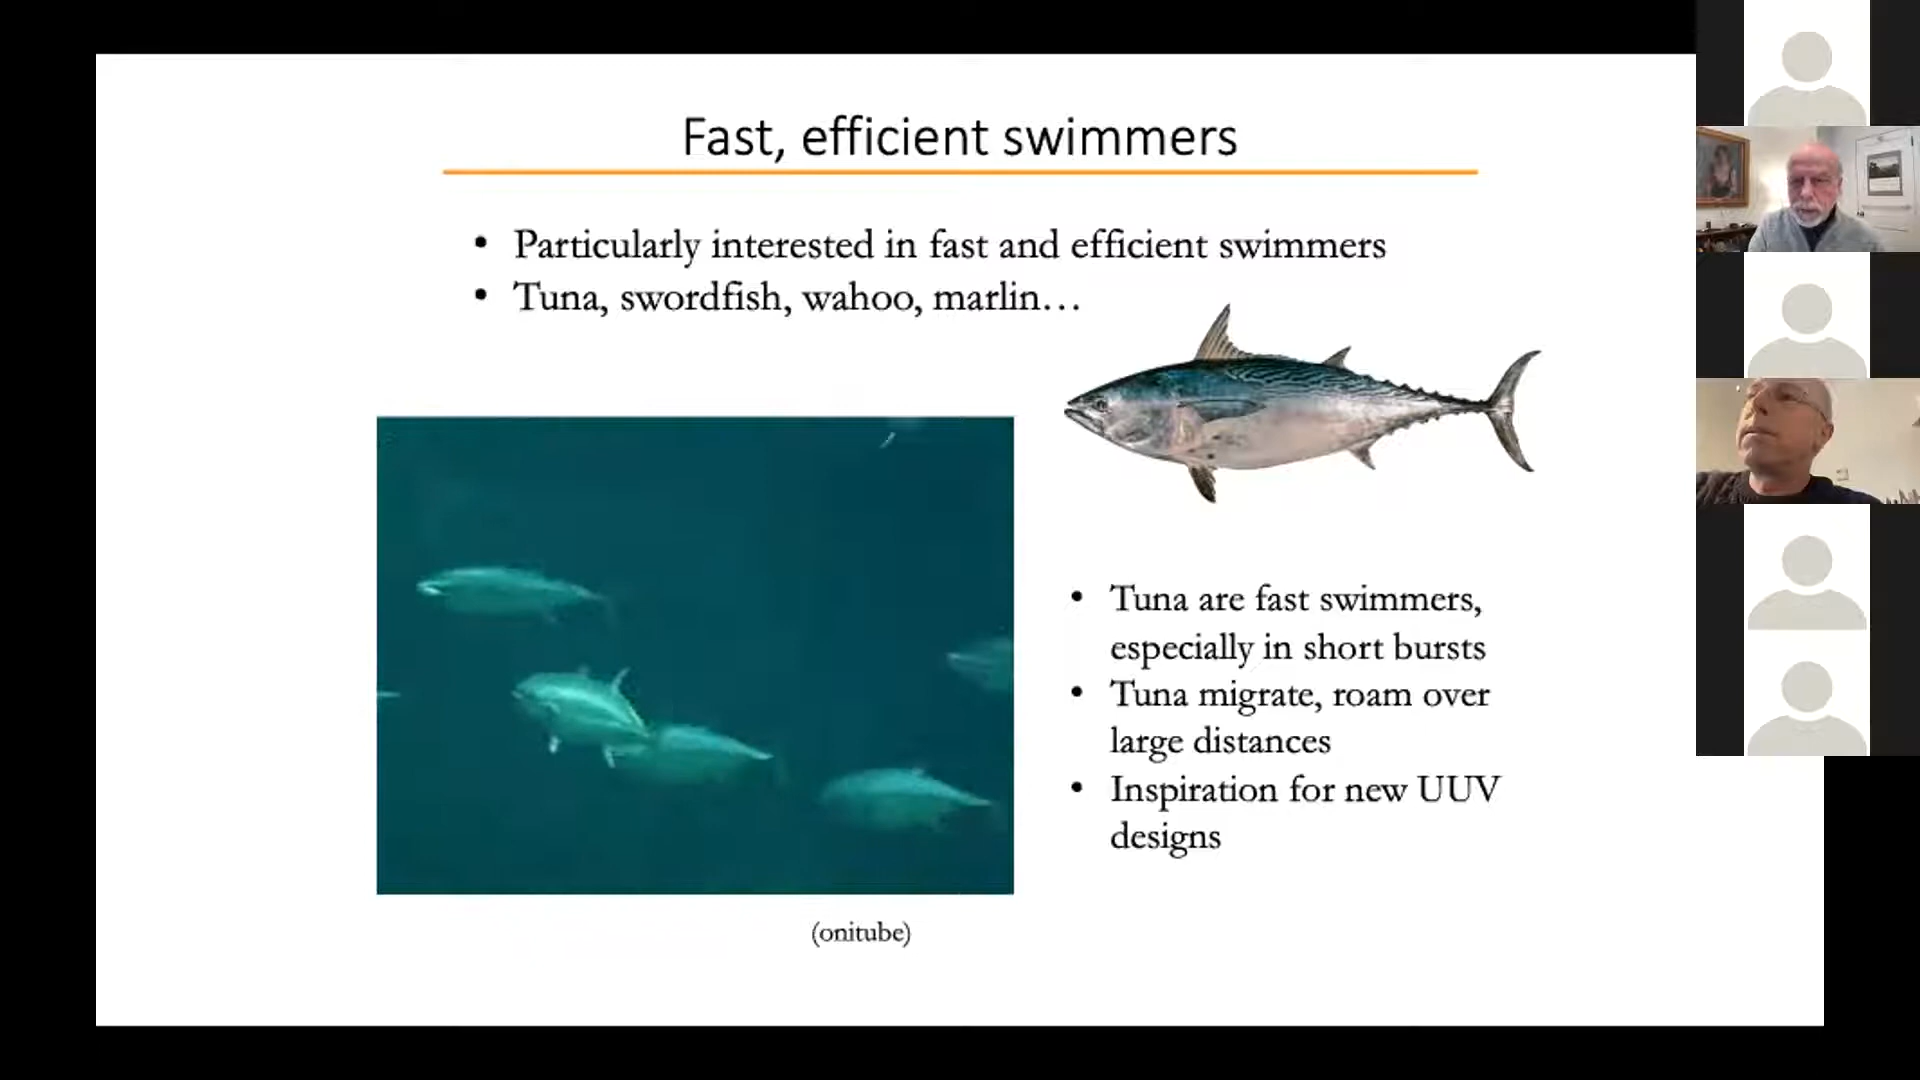 Fast, efficient swimmers
• Particularly interested in fast and efficient swimmers
• Tuna, swordfish, wahoo, marlin…
• Tuna are fast swimmers,
especially in short bursts
• Tuna migrate, roam over
large distances
• Inspiration for new UUV
designs
(onitube)